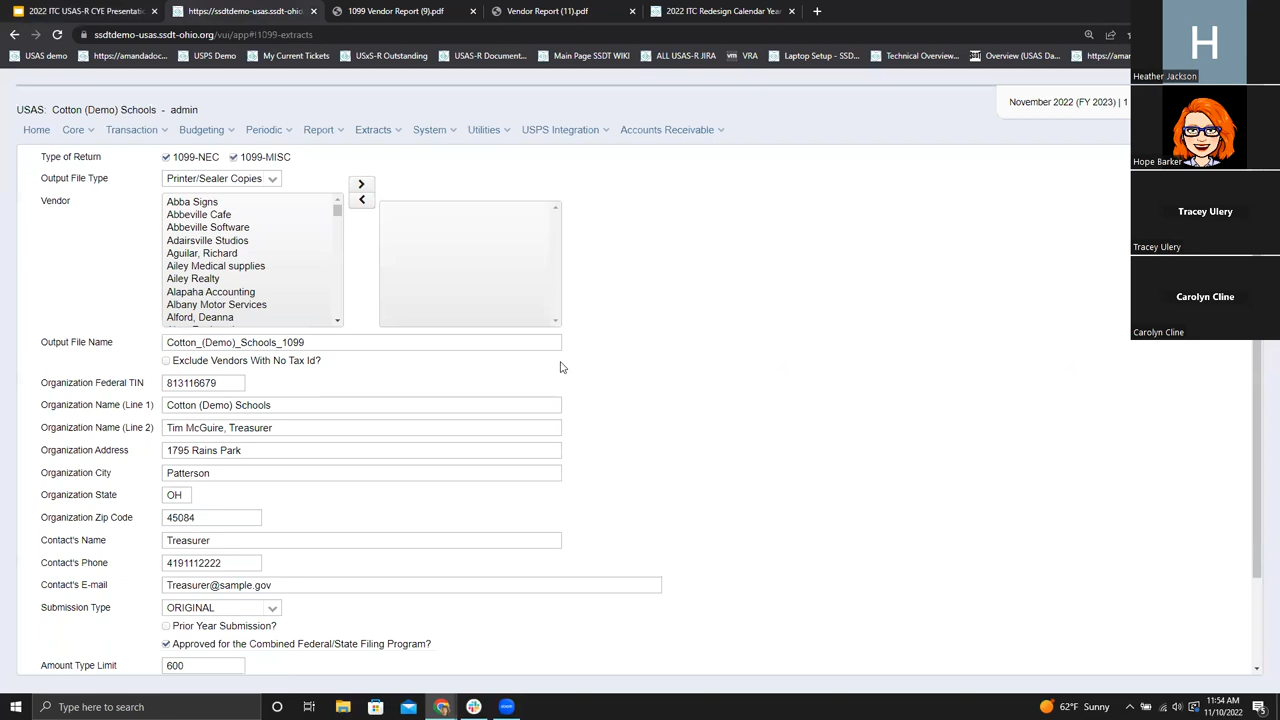 2022 ITC USAS-R CYE Presentatio
https://ssdtdemo-usas.ssdt-ohio
1099 Vendor Report (9).pdf
Vendor Report (11).pdf
2022 ITC Redesign Calendar Year
ssdtdemo-usas.ssdt-ohio.org/vui/app#!1099-extracts
USAS demo
https://amandadoc...
USPS Demo
My Current Tickets
USxS-R Outstanding
USAS-R Document...
Main Page SSDT WIKI
ALL USAS-R JIRA
VRA
Laptop Setup - SSD...
Technical Overview...
Overview (USAS Da...
https://ama
USAS: Cotton (Demo) Schools - admin
November 2022 (FY 2023) | 1
Home Core Transaction Budgeting Periodic Report Extracts System Utilities USPS Integration Accounts Receivable
Type of Return 1099-NEC 1099-MISC
Output File Type Printer/Sealer Copies
Vendor
Abba Signs
Abbeville Cafe
Abbeville Software
Adairsville Studios
Aguilar, Richard
Ailey Medical supplies
Ailey Realty
Alapaha Accounting
Albany Motor Services
Alford, Deanna
Output File Name Cotton_(Demo)_Schools_1099
Exclude Vendors With No Tax Id?
Organization Federal TIN 813116679
Organization Name (Line 1) Cotton (Demo) Schools
Organization Name (Line 2) Tim McGuire, Treasurer
Organization Address 1795 Rains Park
Organization City Patterson
Organization State OH
Organization Zip Code 45084
Contact's Name Treasurer
Contact's Phone 4191112222
Contact's E-mail Treasurer@sample.gov
Submission Type ORIGINAL
Prior Year Submission?
Approved for the Combined Federal/State Filing Program?
Amount Type Limit 600
H
Heather Jackson
Hope Barker
Tracey Ulery
Tracey Ulery
Carolyn Cline
Carolyn Cline
Type here to search
zoom
62°F Sunny
11:54 AM
11/10/2022
5